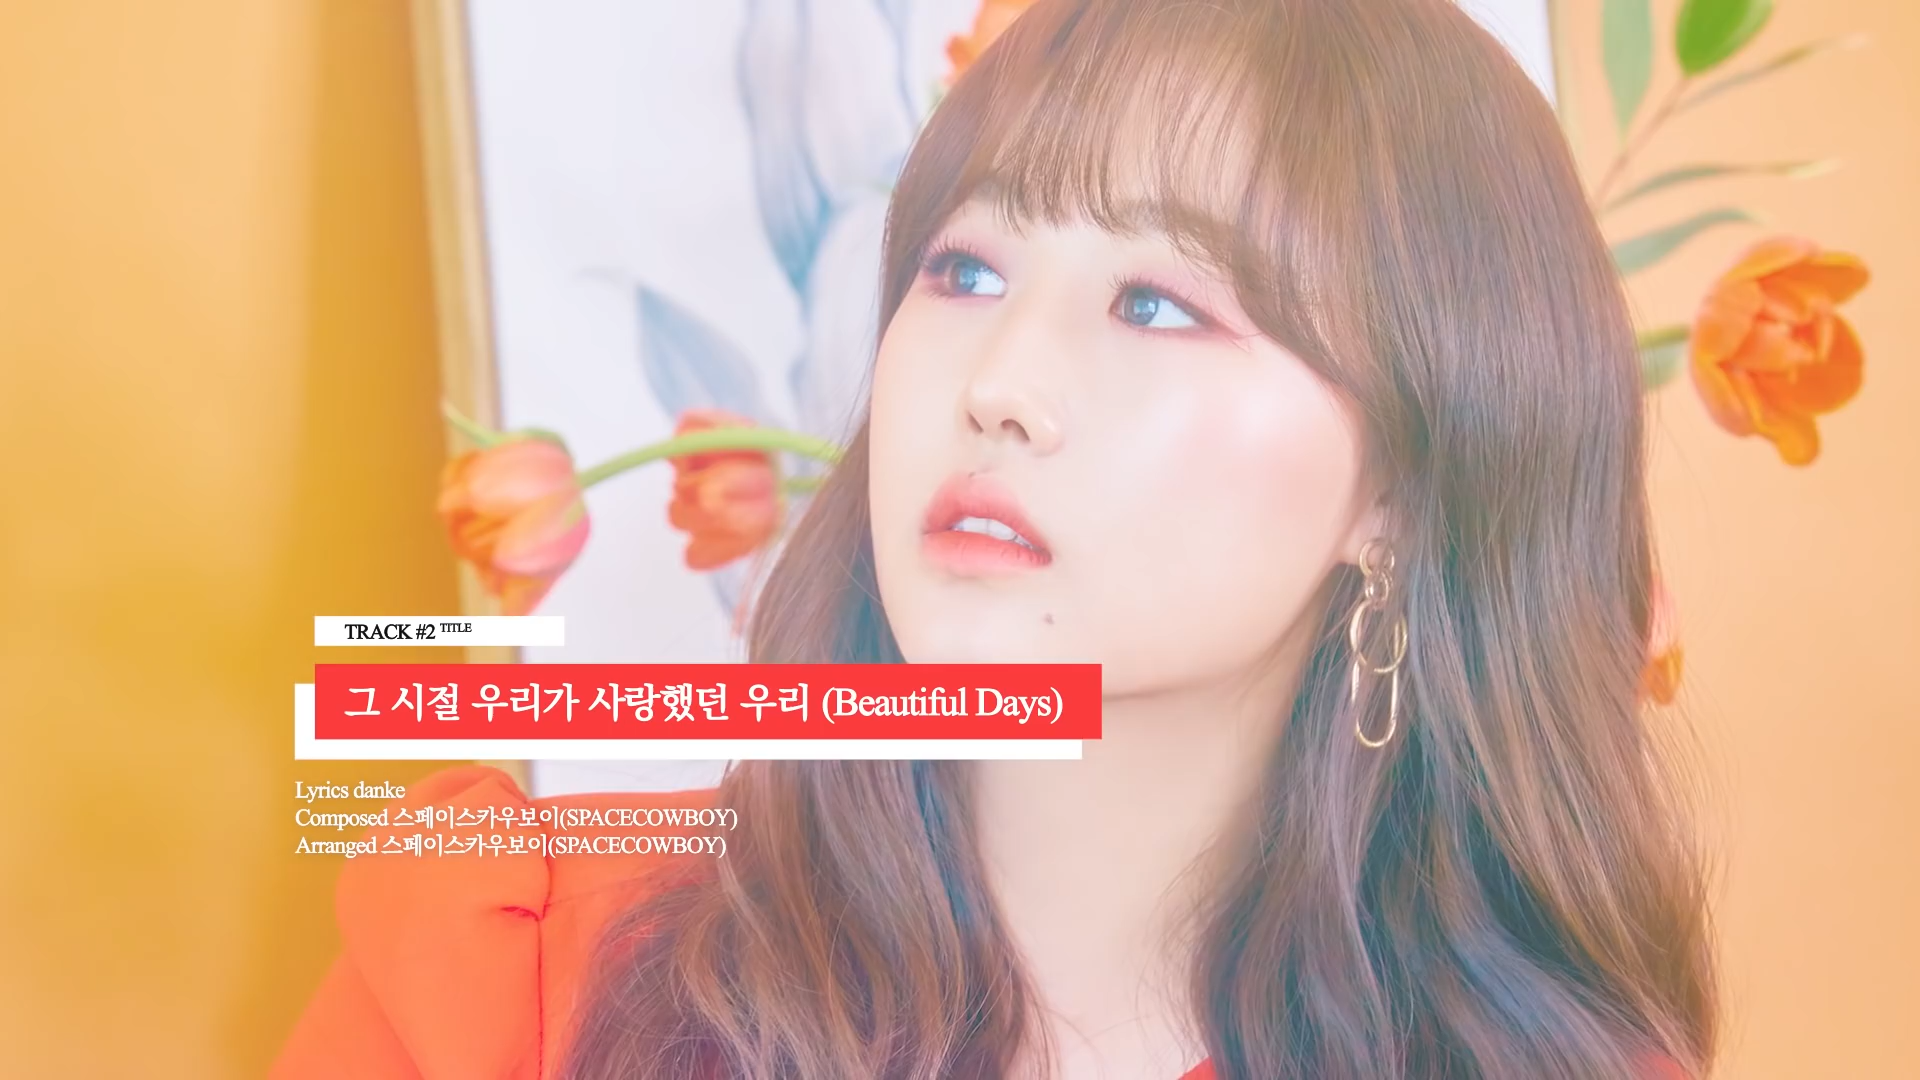 TRACK #2 TITLE
그 시절 우리가 사랑했던 우리 (Beautiful Days)
Lyrics danke
Composed 스페이스카우보이(SPACECOWBOY)
Arranged 스페이스카우보이(SPACECOWBOY)